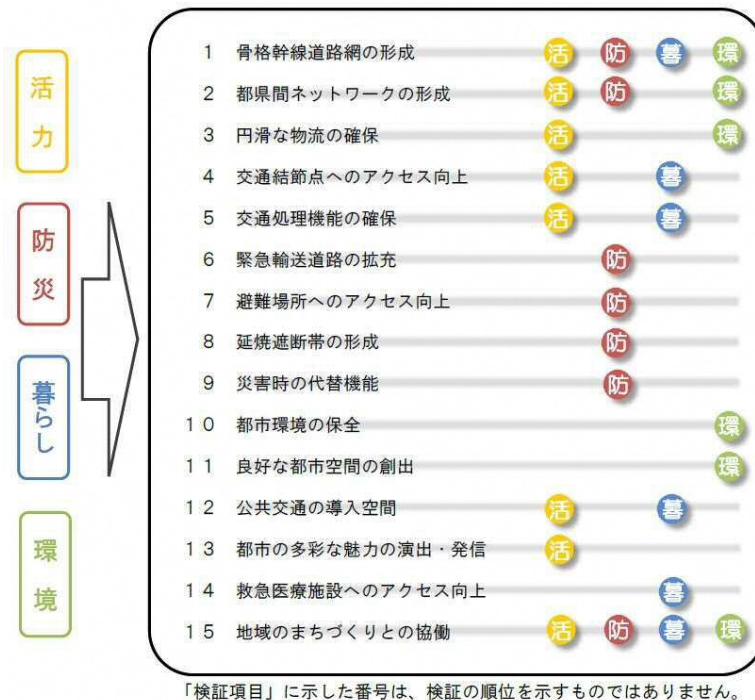 活力
防災
暮らし
環境
1 骨格幹線道路網の形成 活 防 暮 環
2 都県間ネットワークの形成 活 防 環
3 円滑な物流の確保 活 環
4 交通結節点へのアクセス向上 活 暮
5 交通処理機能の確保 活 暮
6 緊急輸送道路の拡充 防
7 避難場所へのアクセス向上 防
8 延焼遮断帯の形成 防
9 災害時の代替機能 防
10 都市環境の保全 環
11 良好な都市空間の創出 環
12 公共交通の導入空間 活 暮
13 都市の多彩な魅力の演出・発信 活
14 救急医療施設へのアクセス向上 暮
15 地域のまちづくりとの協働 活 防 暮 環
「検証項目」に示した番号は、検証の順位を示すものではありません。